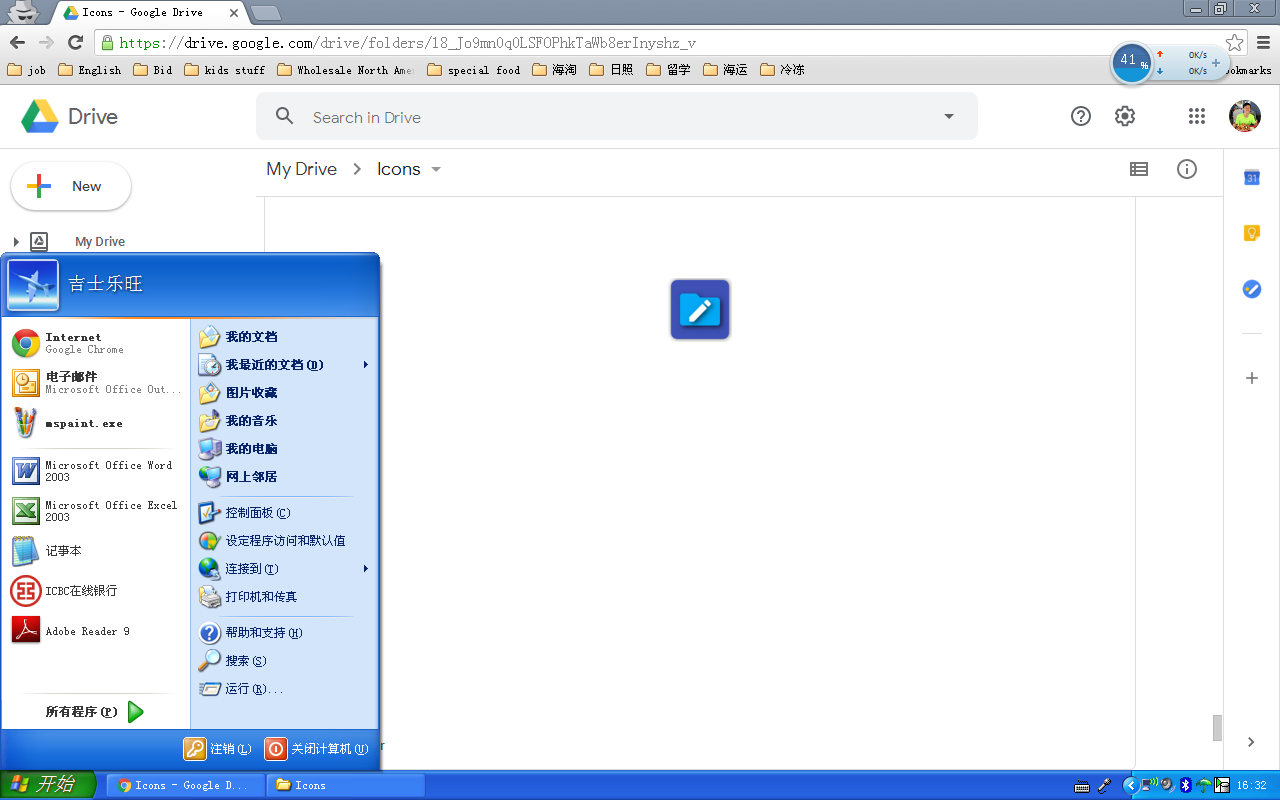 Icons - Google Drive
https://drive.google.com/drive/folders/18_Jo9mn0q0LSFOPhkTaWb8erInyshz_v
job English Bid kids stuff Wholesale North Ame special food 海淘 日照 留学 海运 冷冻 okmarks
41 %
0K/s
0K/s
Drive
Search in Drive
New
My Drive
Icons
My Drive
31
吉士乐旺
Internet
Google Chrome
电子邮件
Microsoft Office Out...
mspaint.exe
Microsoft Office Word
2003
Microsoft Office Excel
2003
记事本
ICBC在线银行
Adobe Reader 9
所有程序(P)
我的文档
我最近的文档(D)
图片收藏
我的音乐
我的电脑
网上邻居
控制面板(C)
设定程序访问和默认值
连接到(T)
打印机和传真
帮助和支持(H)
搜索(S)
运行(R)...
注销(L)
关闭计算机(U)
r
开始
Icons - Google D...
Icons
16:32